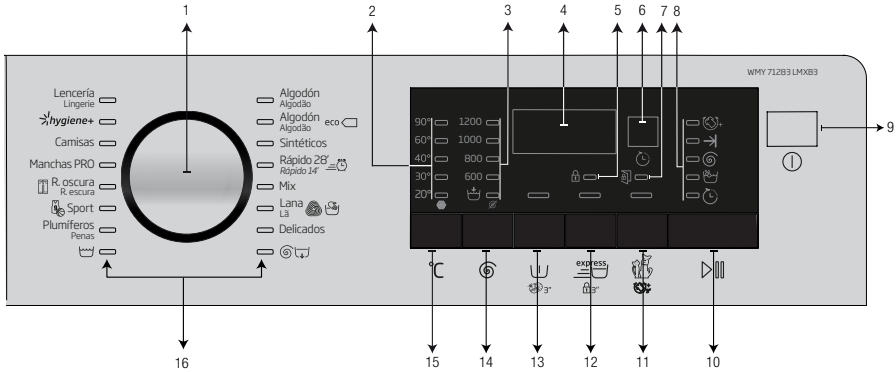 1
2
3
4
5
6
7
8
WMY 71283 LMXB3
Lencería
Lingerie
hygiene+
Camisas
Manchas PRO
R. oscura
R. escura
Sport
Plumíferos
Penas
Algodón
Algodão
Algodón
Algodão
eco
Sintéticos
Rápido 28'
Rápido 14'
Mix
Lana
Lã
Delicados
90°
60°
40°
30°
20°
1200
1000
800
600
9
°C
3"
express
3"
16
15
14
13
12
11
10